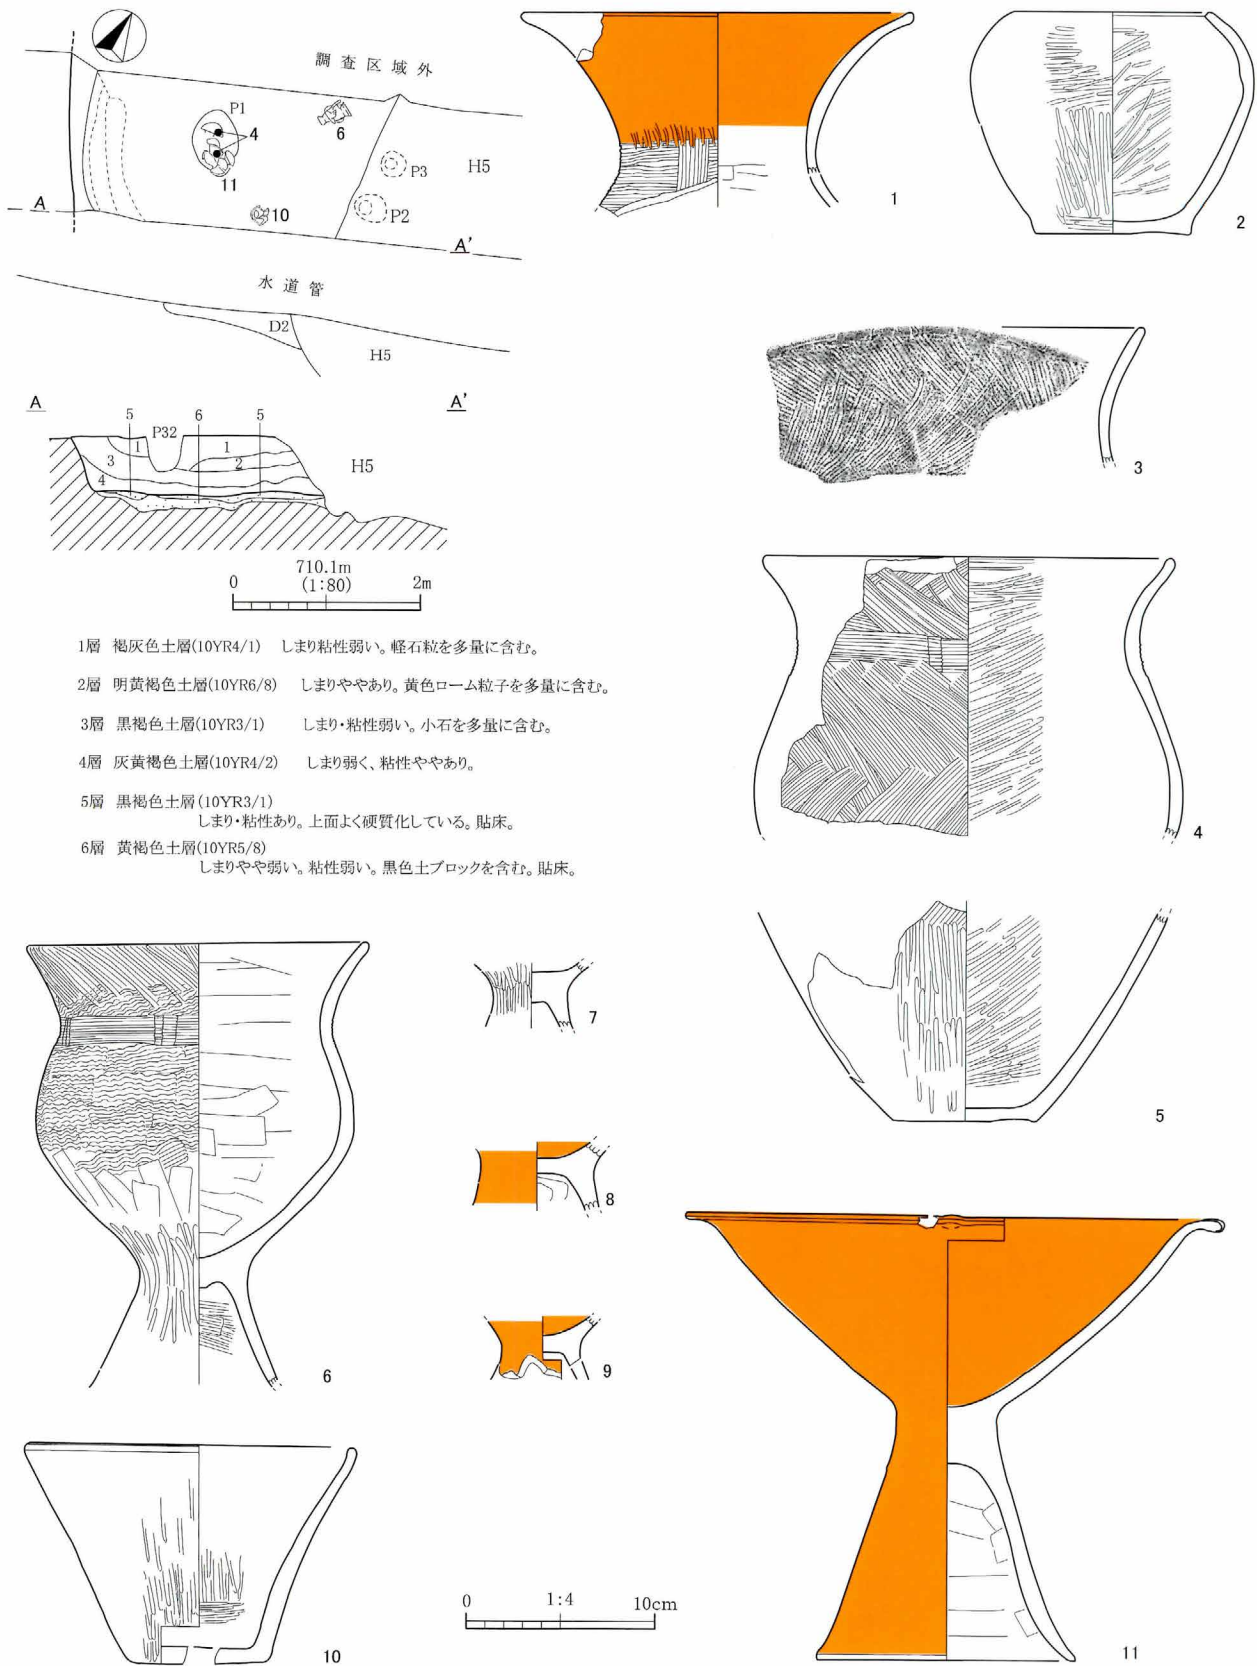 調査区域外
P1
4
6
11
P3
H5
10
P2
A
A'
水道管
D2
H5
A
A'
5
6
5
P32
1
1
3
2
H5
4
710.1m
0
(1:80)
2m
1層 褐灰色土層(10YR4/1) しまり粘性弱い。軽石粒を多量に含む。
2層 明黄褐色土層(10YR6/8) しまりややあり。黄色ローム粒子を多量に含む。
3層 黒褐色土層(10YR3/1) しまり・粘性弱い。小石を多量に含む。
4層 灰黄褐色土層(10YR4/2) しまり弱く、粘性ややあり。
5層 黒褐色土層(10YR3/1)
しまり・粘性あり。上面よく硬質化している。貼床。
6層 黄褐色土層(10YR5/8)
しまりやや弱い。粘性弱い。黒色土ブロックを含む。貼床。
1
2
3
4
5
6
7
8
9
10
11
0
1:4
10cm